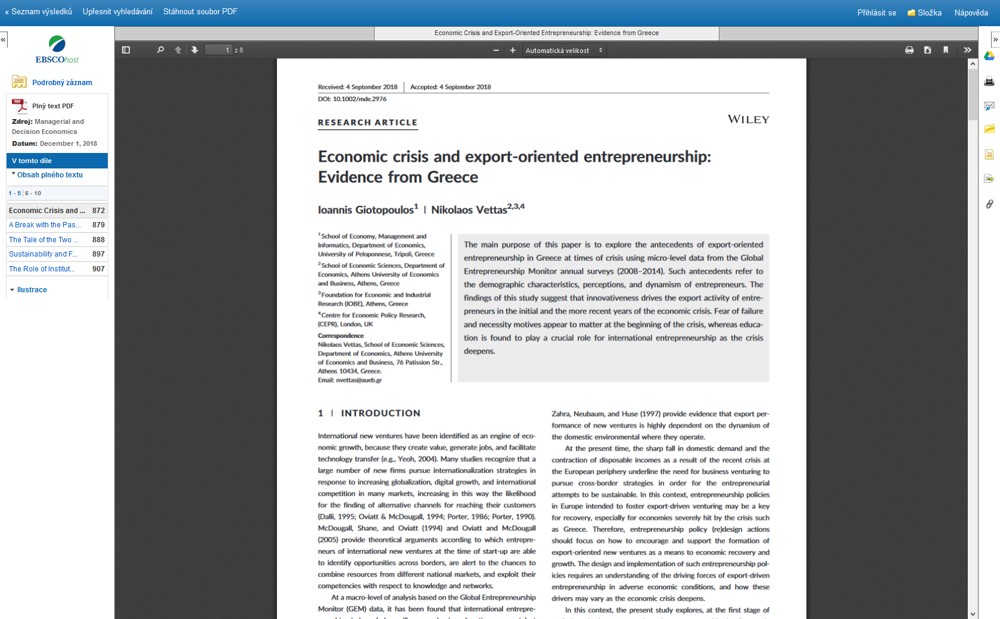 « Seznam výsledků Upřesnit vyhledávání Stáhnout soubor PDF
Přihlásit se Složka Nápověda
«
EBSCOhost
Podrobný záznam
PDF
Plný text PDF
Zdroj: Managerial and
Decision Economics
Datum: December 1, 2018
V tomto díle
Obsah plného textu
1 - 5 | 6 - 10
Economic Crisis and ... 872
A Break with the Pas... 879
The Tale of the Two ... 888
Sustainability and F... 897
The Role of Institut... 907
Ilustrace
Economic Crisis and Export-Oriented Entrepreneurship: Evidence from Greece
1 z 8
Automatická velikost
»
Received: 4 September 2018 | Accepted: 4 September 2018
DOI: 10.1002/mde.2976
RESEARCH ARTICLE
WILEY
Economic crisis and export-oriented entrepreneurship:
Evidence from Greece
Ioannis Giotopoulos1 | Nikolaos Vettas2,3,4
1 School of Economy, Management and
Informatics, Department of Economics,
University of Peloponnese, Tripoli, Greece
2 School of Economic Sciences, Department of
Economics, Athens University of Economics
and Business, Athens, Greece
3 Foundation for Economic and Industrial
Research (IOBE), Athens, Greece
4 Centre for Economic Policy Research,
(CEPR), London, UK
Correspondence
Nikolaos Vettas, School of Economic Sciences,
Department of Economics, Athens University
of Economics and Business, 76 Patission Str.,
Athens 10434, Greece.
Email: nvettas@aueb.gr
The main purpose of this paper is to explore the antecedents of export-oriented
entrepreneurship in Greece at times of crisis using micro-level data from the Global
Entrepreneurship Monitor annual surveys (2008–2014). Such antecedents refer to
the demographic characteristics, perceptions, and dynamism of entrepreneurs. The
findings of this study suggest that innovativeness drives the export activity of entre-
preneurs in the initial and the more recent years of the economic crisis. Fear of failure
and necessity motives appear to matter at the beginning of the crisis, whereas educa-
tion is found to play a crucial role for international entrepreneurship as the crisis
deepens.
1 | INTRODUCTION
International new ventures have been identified as an engine of eco-
nomic growth, because they create value, generate jobs, and facilitate
technology transfer (e.g., Yeoh, 2004). Many studies recognize that a
large number of new firms pursue internationalization strategies in
response to increasing globalization, digital growth, and international
competition in many markets, increasing in this way the likelihood
for the finding of alternative channels for reaching their customers
(Dalli, 1995; Oviatt & McDougall, 1994; Porter, 1986; Porter, 1990).
McDougall, Shane, and Oviatt (1994) and Oviatt and McDougall
(2005) provide theoretical arguments according to which entrepre-
neurs of international new ventures at the time of start-up are able
to identify opportunities across borders, are alert to the chances to
combine resources from different national markets, and exploit their
competencies with respect to knowledge and networks.
At a macro-level of analysis based on the Global Entrepreneurship
Monitor (GEM) data, it has been found that international entrepre-
Zahra, Neubaum, and Huse (1997) provide evidence that export per-
formance of new ventures is highly dependent on the dynamism of
the domestic environmental where they operate.
At the present time, the sharp fall in domestic demand and the
contraction of disposable incomes as a result of the recent crisis at
the European periphery underline the need for business venturing to
pursue cross-border strategies in order for the entrepreneurial
attempts to be sustainable. In this context, entrepreneurship policies
in Europe intended to foster export-driven venturing may be a key
for recovery, especially for economies severely hit by the crisis such
as Greece. Therefore, entrepreneurship policy (re)design actions
should focus on how to encourage and support the formation of
export-oriented new ventures as a means to economic recovery and
growth. The design and implementation of such entrepreneurship pol-
icies requires an understanding of the driving forces of export-driven
entrepreneurship in adverse economic conditions, and how these
drivers may vary as the economic crisis deepens.
In this context, the present study explores, at the first stage of